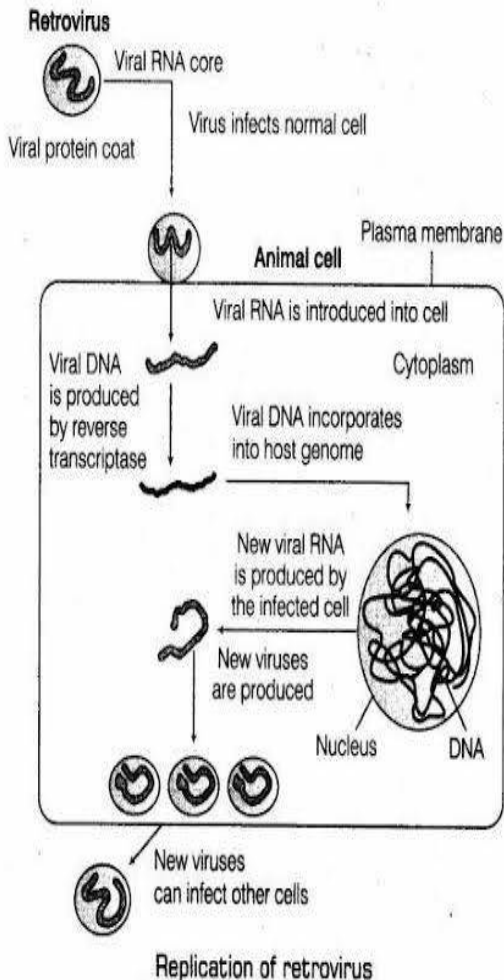 Retrovirus
Viral RNA core
Virus infects normal cell
Viral protein coat
Plasma membrane
Animal cell
Viral RNA is introduced into cell
Cytoplasm
Viral DNA
is produced
by reverse
transcriptase
Viral DNA incorporates
into host genome
New viral RNA
is produced by
the infected cell
New viruses
are produced
Nucleus
DNA
New viruses
can infect other cells
Replication of retrovirus